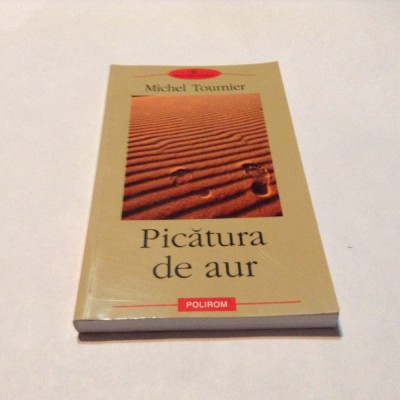 Michel Tournier
Picătura
de aur
POLIROM